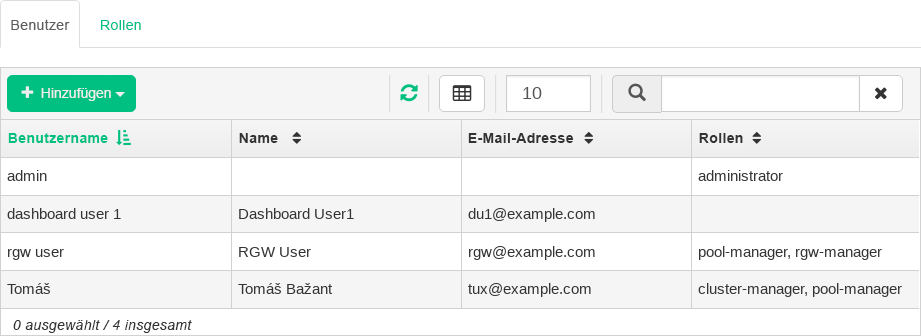 Benutzer Rollen
Hinzufügen 10
Benutzername Name E-Mail-Adresse Rollen
admin administrator
dashboard user 1 Dashboard User1 du1@example.com
rgw user RGW User rgw@example.com pool-manager, rgw-manager
Tomáš Tomáš Bažant tux@example.com cluster-manager, pool-manager
0 ausgewählt / 4 insgesamt